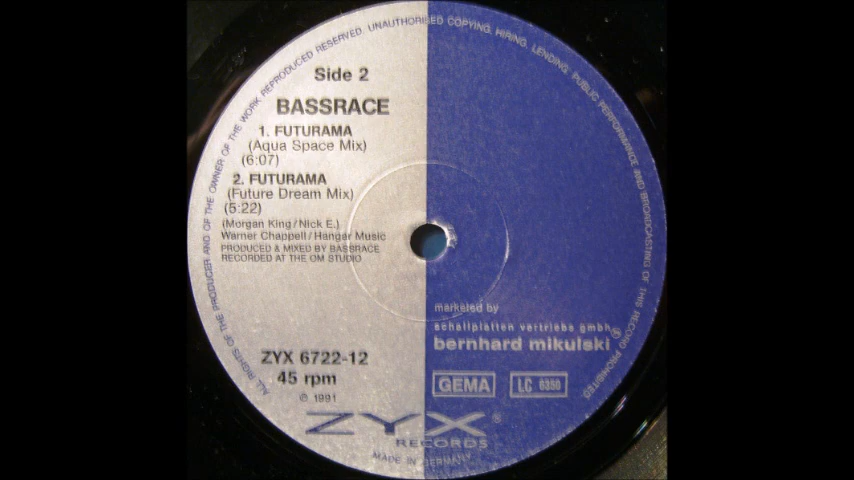 ALL RIGHTS OF THE PRODUCER AND OF THE OWNER OF THE WORK REPRODUCED RESERVED. UNAUTHORISED COPYING, HIRING, LENDING, PUBLIC PERFORMANCE AND BROADCASTING OF THIS RECORD PROHIBITED
Side 2
BASSRACE
1. FUTURAMA
(Aqua Space Mix)
(6:07)
2. FUTURAMA
(Future Dream Mix)
(5:22)
(Morgan King/Nick E.)
Warner Chappell/Hanger Music
PRODUCED & MIXED BY BASSRACE
RECORDED AT THE OM STUDIO
marketed by
schallplatten vertriebs gmbh
bernhard mikulski
ZYX 6722-12
45 rpm
℗ 1991
GEMA
LC 6350
ZYX®
RECORDS
MADE IN GERMANY